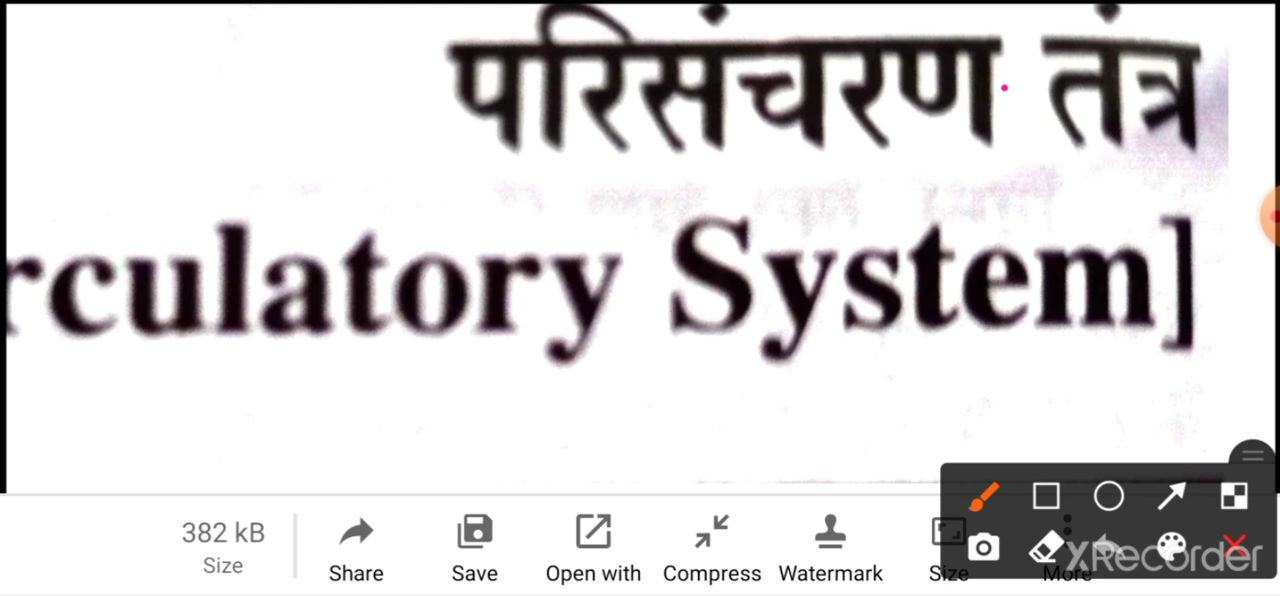 परिसंचरण तंत्र
rculatory System]
382 kB
Size
Share
Save
Open with
Compress
Watermark
Size
More
XRecorder